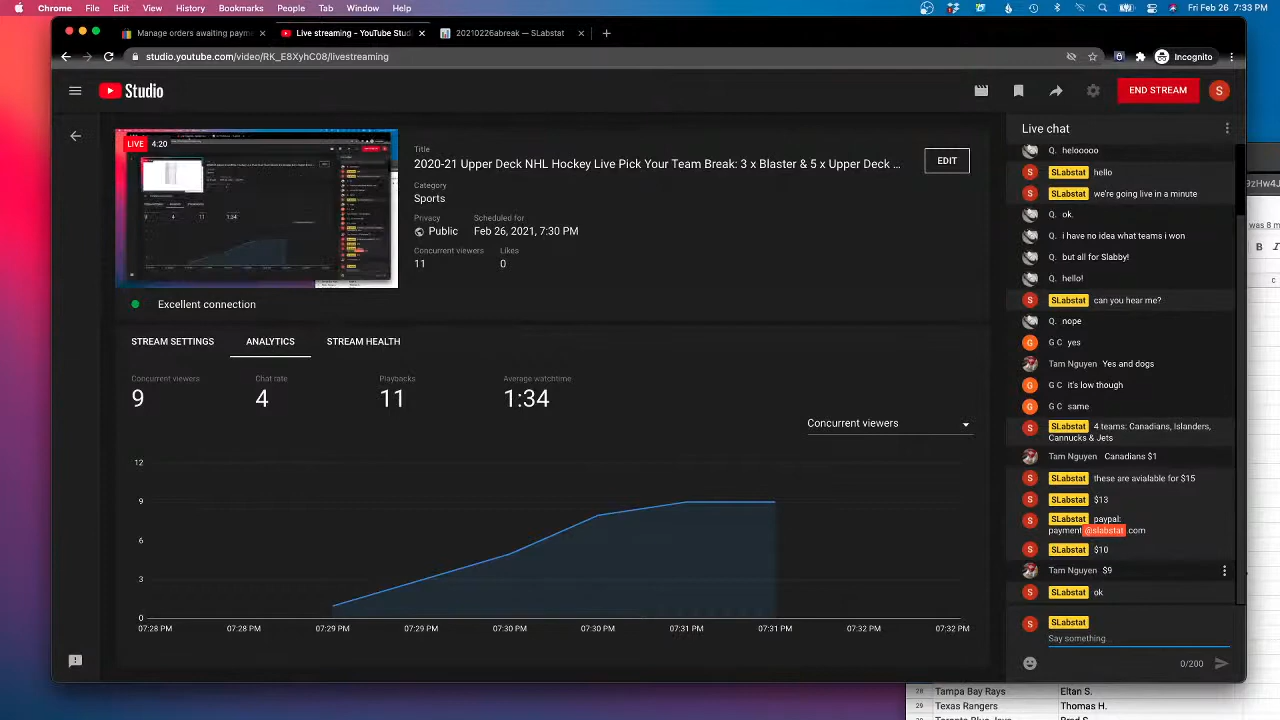 Chrome File Edit View History Bookmarks People Tab Window Help
Fri Feb 26 7:33 PM
Manage orders awaiting payme
Live streaming - YouTube Stud
20210226abreak — SLabstat
studio.youtube.com/video/RK_E8XyhC08/livestreaming
Incognito
Studio
END STREAM
S
LIVE 4:20
Title
2020-21 Upper Deck NHL Hockey Live Pick Your Team Break: 3 x Blaster & 5 x Upper Deck ...
EDIT
Category
Sports
Privacy
Scheduled for
Public
Feb 26, 2021, 7:30 PM
Concurrent viewers
Likes
11
0
Excellent connection
STREAM SETTINGS
ANALYTICS
STREAM HEALTH
Concurrent viewers
Chat rate
Playbacks
Average watchtime
9
4
11
1:34
Concurrent viewers
12
9
6
3
0
07:28 PM 07:28 PM 07:29 PM 07:29 PM 07:30 PM 07:30 PM 07:31 PM 07:31 PM 07:32 PM 07:32 PM
Live chat
Q. helooooo
S SLabstat hello
S SLabstat we're going live in a minute
Q. ok.
Q. i have no idea what teams i won
Q. but all for Slabby!
Q. hello!
S SLabstat can you hear me?
Q. nope
G G C yes
Tam Nguyen Yes and dogs
G G C it's low though
G G C same
S SLabstat 4 teams: Canadians, Islanders,
Cannucks & Jets
Tam Nguyen Canadians $1
S SLabstat these are avialable for $15
S SLabstat $13
S SLabstat paypal:
payment@slabstat.com
S SLabstat $10
Tam Nguyen $9
S SLabstat ok
S SLabstat
Say something...
0/200
9zHw4J
was 8 m
B I
C
28 Tampa Bay Rays Eltan S.
29 Texas Rangers Thomas H.